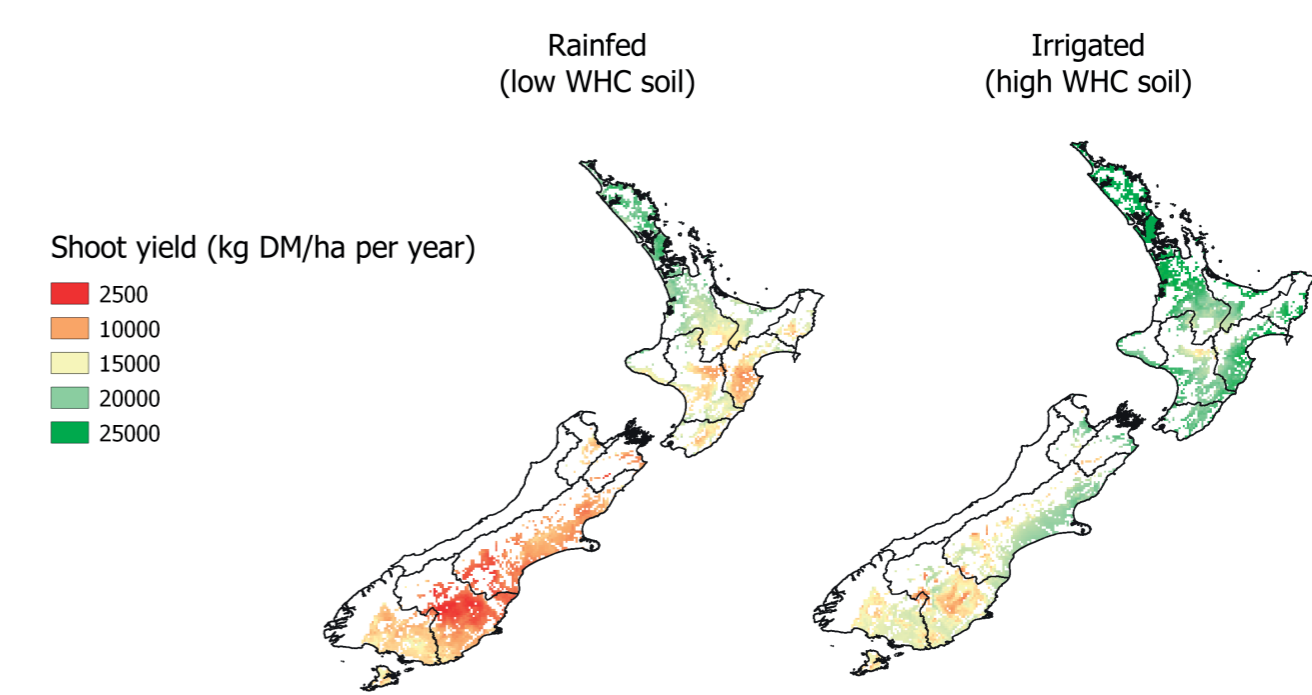 Rainfed
(low WHC soil)
Irrigated
(high WHC soil)
Shoot yield (kg DM/ha per year)
2500
10000
15000
20000
25000